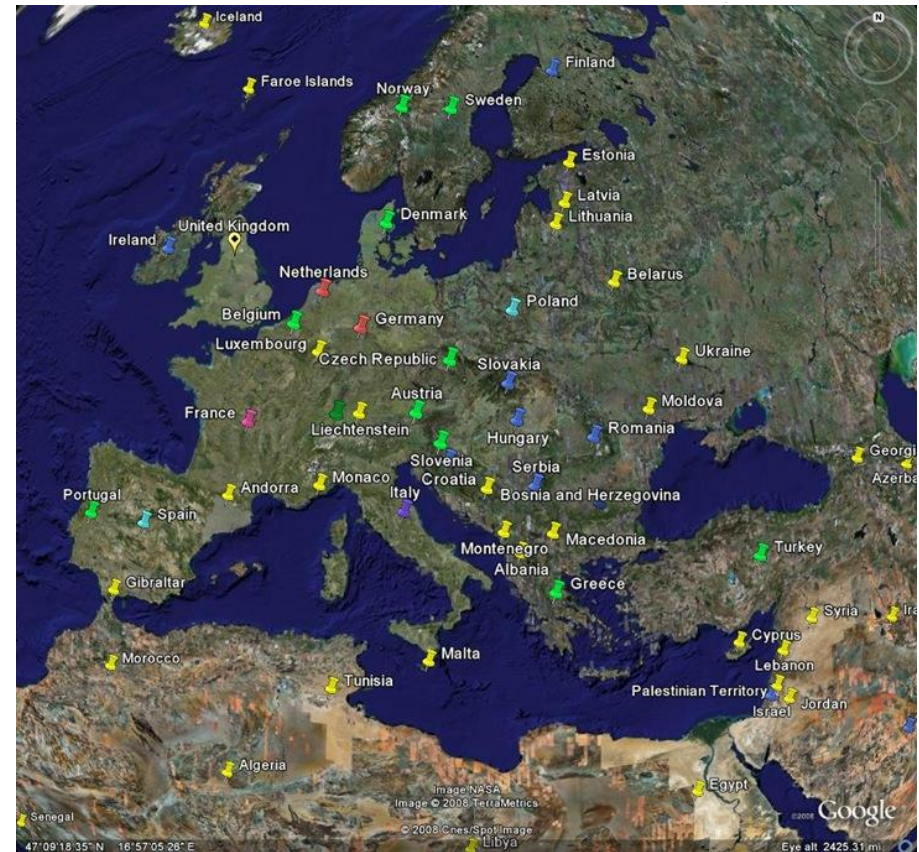 Iceland
N
Finland
Faroe Islands
Norway
Sweden
Estonia
Latvia
Lithuania
Denmark
United Kingdom
Ireland
Netherlands
Belarus
Poland
Belgium
Germany
Luxembourg
Czech Republic
Ukraine
Slovakia
Austria
Moldova
France
Liechtenstein
Hungary
Romania
Slovenia
Georgi
Serbia
Croatia
Azerba
Monaco
Andorra
Bosnia and Herzegovina
Italy
Portugal
Spain
Macedonia
Montenegro
Turkey
Albania
Gibraltar
Greece
Syria
Ira
Cyprus
Malta
Morocco
Lebanon
Tunisia
Palestinian Territory
Jordan
Israel
Algeria
Egypt
Image NASA
Image © 2008 TerraMetrics
Senegal
© 2008 Cnes/Spot Image
©2008 Google
Libya
47°09'18.35" N 16°57'05.26" E
Eye alt 2425.31 mi